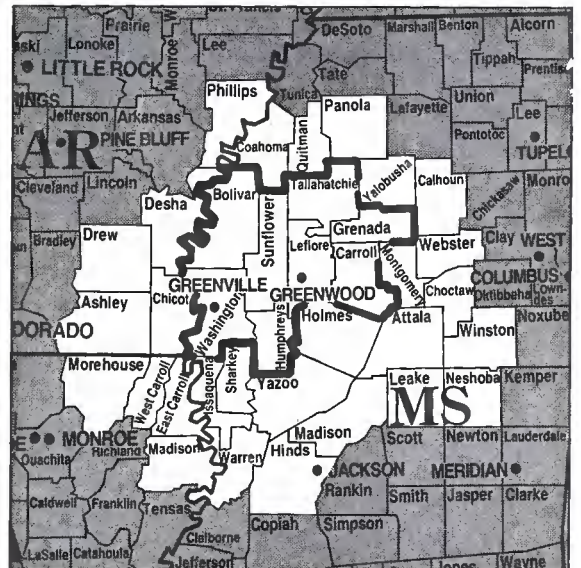 Prairie
DeSoto
Marshall
Benton
Alcorn
Lonoke
Monroe
Lee
Tippah
LITTLE ROCK
Tate
Phillips
Tunica
Panola
Lafayette
Union
Lee
Jefferson
Arkansas
Quitman
Pontotoc
AR
PINE BLUFF
Coahoma
TUPEL
Cleveland
Lincoln
Bolivar
Tallahatchie
Yalobusha
Calhoun
Chickasaw
Monro
Desha
Sunflower
Drew
Grenada
Bradley
Leflore
Carroll
Webster
Clay
WEST
Montgomery
COLUMBUS
Ashley
Chicot
GREENVILLE
GREENWOOD
Choctaw
Oktibbeha
Lown-
des
Washington
Humphreys
Holmes
Attala
Noxube
DORADO
Winston
Morehouse
West Carroll
East Carroll
Issaquena
Sharkey
Yazoo
Leake
Neshoba
Kemper
MS
MONROE
Richland
Madison
Madison
Scott
Newton
Lauderdale
Ouachita
Warren
Hinds
JACKSON
MERIDIAN
Rankin
Caldwell
Franklin
Tensas
Smith
Jasper
Clarke
Copiah
Simpson
Claiborne
LaSalle
Catahoula
Jefferson
Jones
Wayne